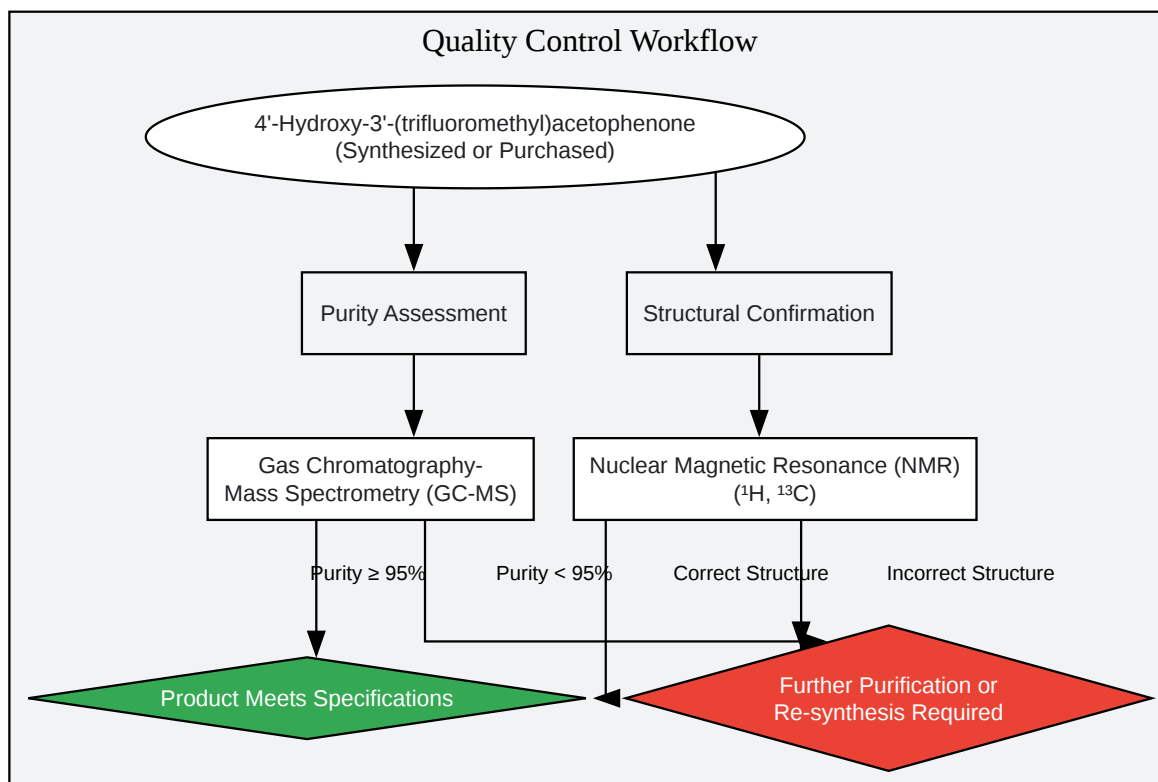 Quality Control Workflow
4'-Hydroxy-3'-(trifluoromethyl)acetophenone
(Synthesized or Purchased)
Purity Assessment
Structural Confirmation
Gas Chromatography-
Mass Spectrometry (GC-MS)
Nuclear Magnetic Resonance (NMR)
(¹H, ¹³C)
Purity ≥ 95%
Purity < 95%
Correct Structure
Incorrect Structure
Product Meets Specifications
Further Purification or
Re-synthesis Required